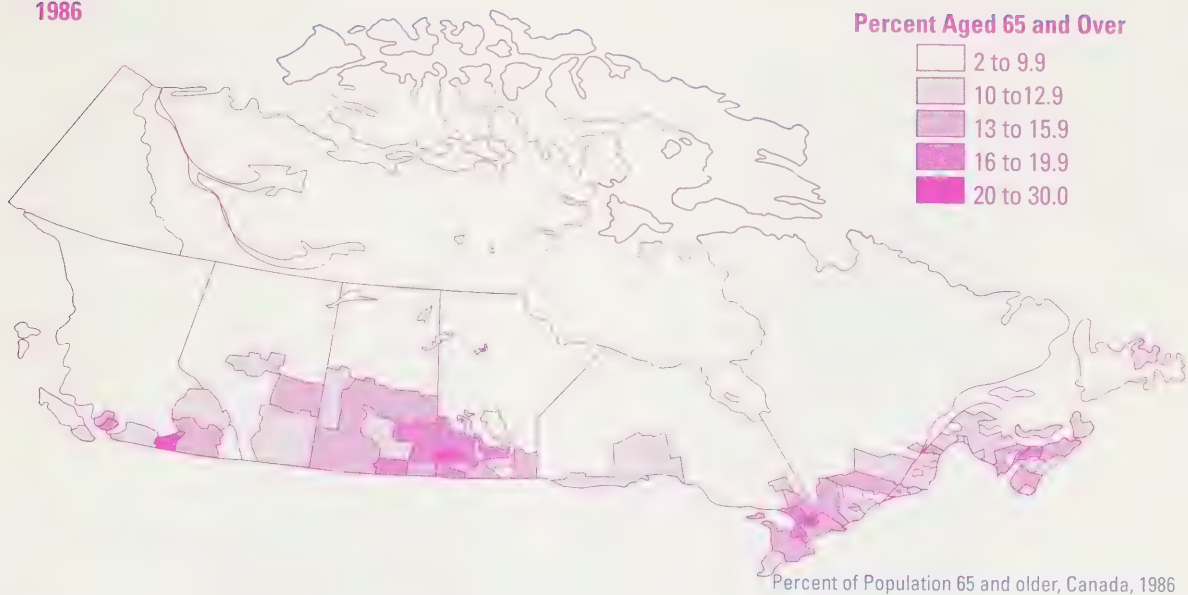 1986
Percent Aged 65 and Over
2 to 9.9
10 to12.9
13 to 15.9
16 to 19.9
20 to 30.0
Percent of Population 65 and older, Canada, 1986